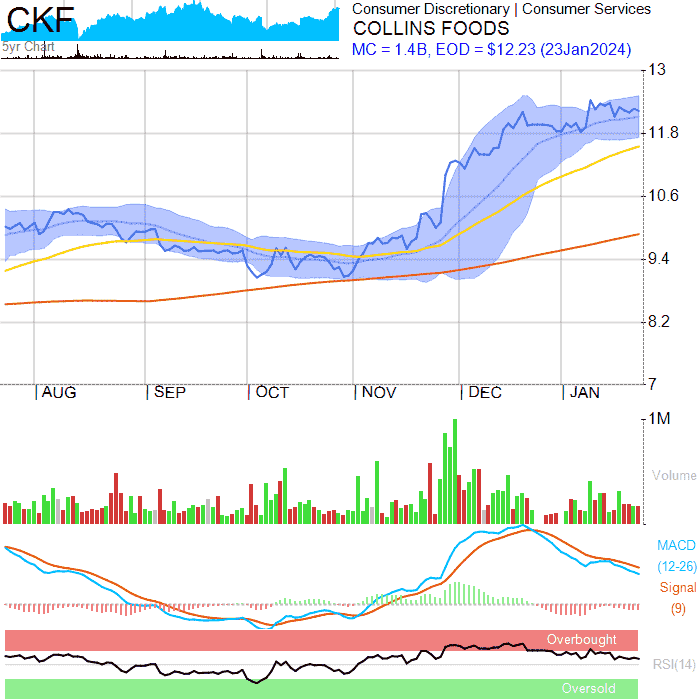 CKF
5yr Chart
Consumer Discretionary | Consumer Services
COLLINS FOODS
MC = 1.4B, EOD = $12.23 (23Jan2024)
13
11.8
10.6
9.4
8.2
7
AUG SEP OCT NOV DEC JAN
1M
Volume
MACD
(12-26)
Signal
(9)
Overbought
RSI(14)
Oversold